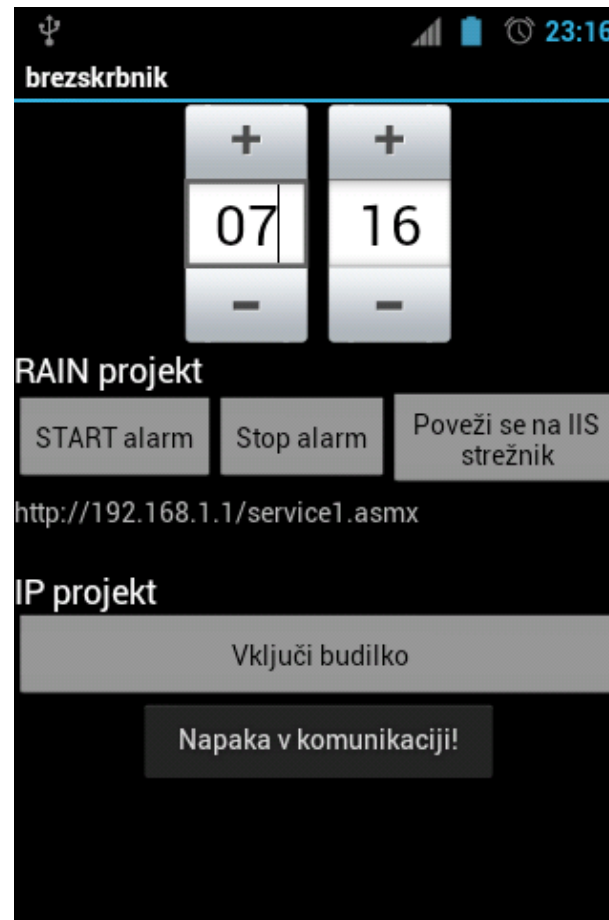 23:16
brezskrbnik
+ +
07 16
- -
RAIN projekt
START alarm Stop alarm Poveži se na IIS
strežnik
http://192.168.1.1/service1.asmx
IP projekt
Vključi budilko
Napaka v komunikaciji!